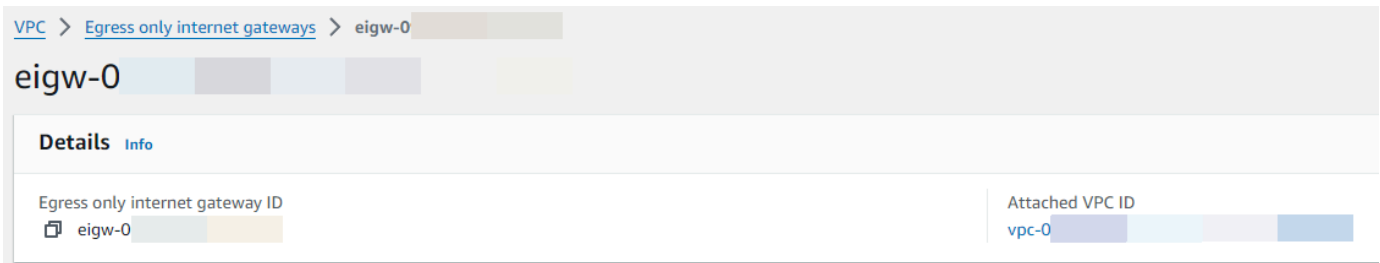 VPC > Egress only internet gateways > eigw-0
eigw-0
Details Info
Egress only internet gateway ID
eigw-0
Attached VPC ID
vpc-0